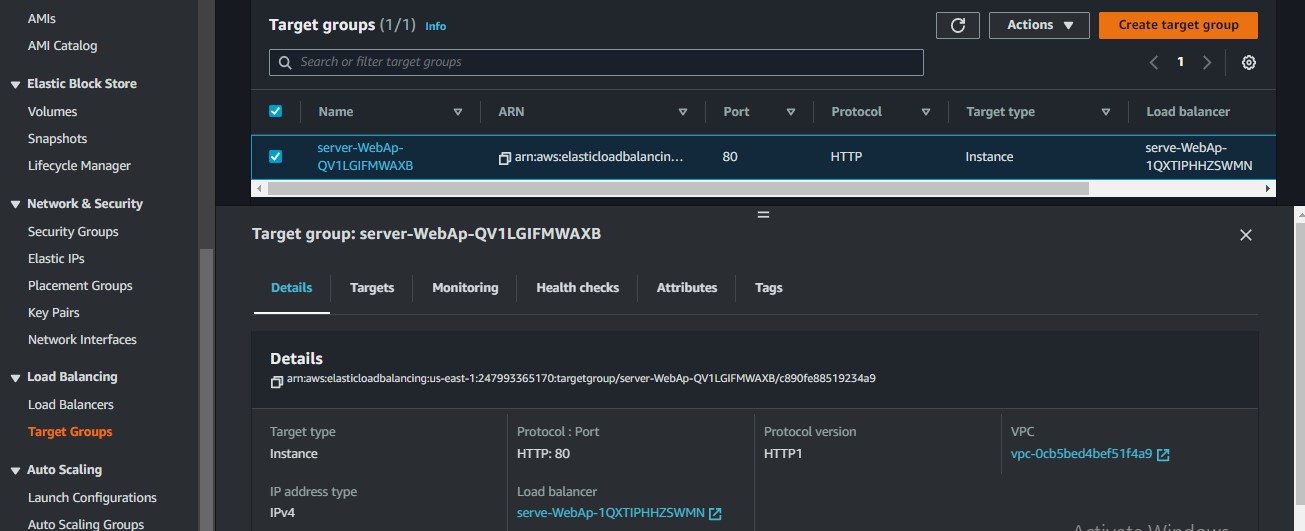 AMIs
AMI Catalog
Elastic Block Store
Volumes
Snapshots
Lifecycle Manager
Network & Security
Security Groups
Elastic IPs
Placement Groups
Key Pairs
Network Interfaces
Load Balancing
Load Balancers
Target Groups
Auto Scaling
Launch Configurations
Auto Scaling Groups
Target groups (1/1) Info
Actions
Create target group
Search or filter target groups
1
Name ARN Port Protocol Target type Load balancer
server-WebAp-
QV1LGIFMWAXB
arn:aws:elasticloadbalancin...
80
HTTP
Instance
serve-WebAp-
1QXTIPHHZSWMN
Target group: server-WebAp-QV1LGIFMWAXB
Details Targets Monitoring Health checks Attributes Tags
Details
arn:aws:elasticloadbalancing:us-east-1:247993365170:targetgroup/server-WebAp-QV1LGIFMWAXB/c890fe88519234a9
Target type
Instance
Protocol : Port
HTTP: 80
Protocol version
HTTP1
VPC
vpc-0cb5bed4bef51f4a9
IP address type
IPv4
Load balancer
serve-WebAp-1QXTIPHHZSWMN
Activate Windows